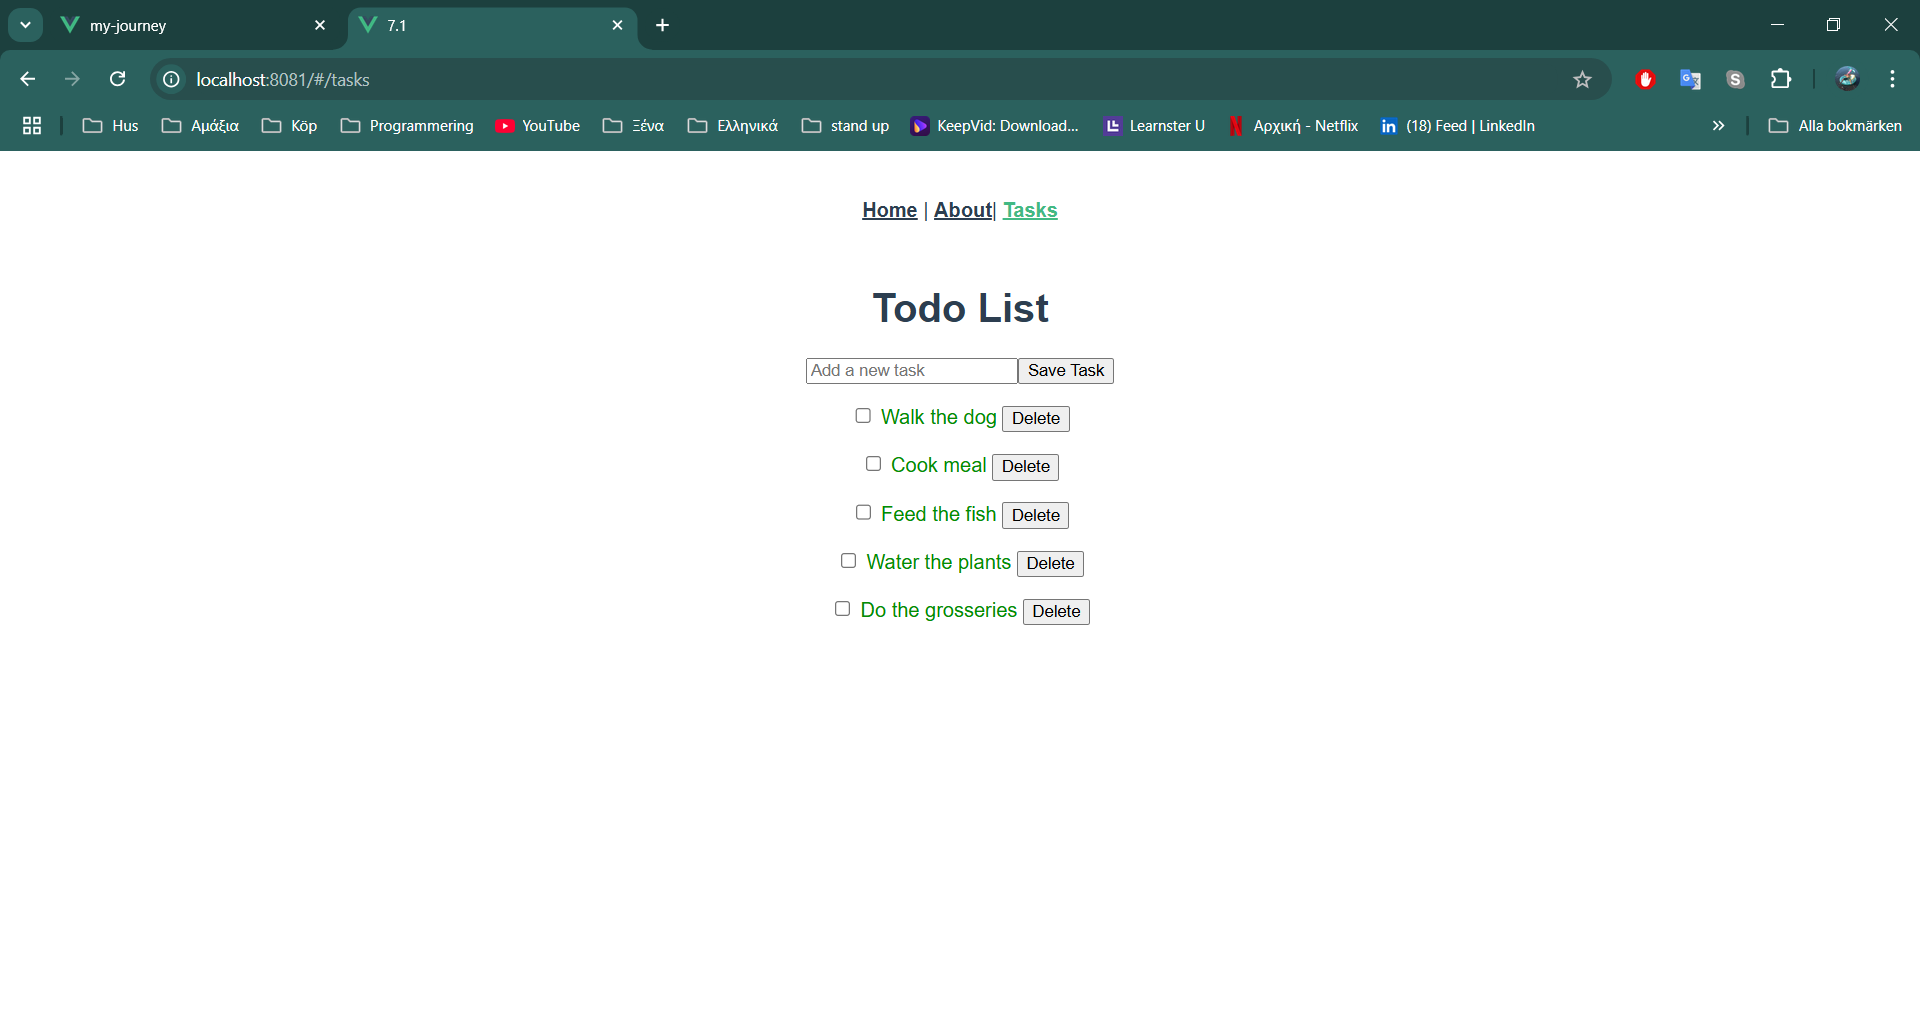 my-journey
7.1
localhost:8081/#/tasks
Hus Αμάξια Köp Programmering YouTube Ξένα Ελληνικά stand up KeepVid: Download... Learnster U Αρχική - Netflix (18) Feed | LinkedIn Alla bokmärken
Home | About| Tasks
Todo List
Add a new task Save Task
Walk the dog Delete
Cook meal Delete
Feed the fish Delete
Water the plants Delete
Do the grosseries Delete